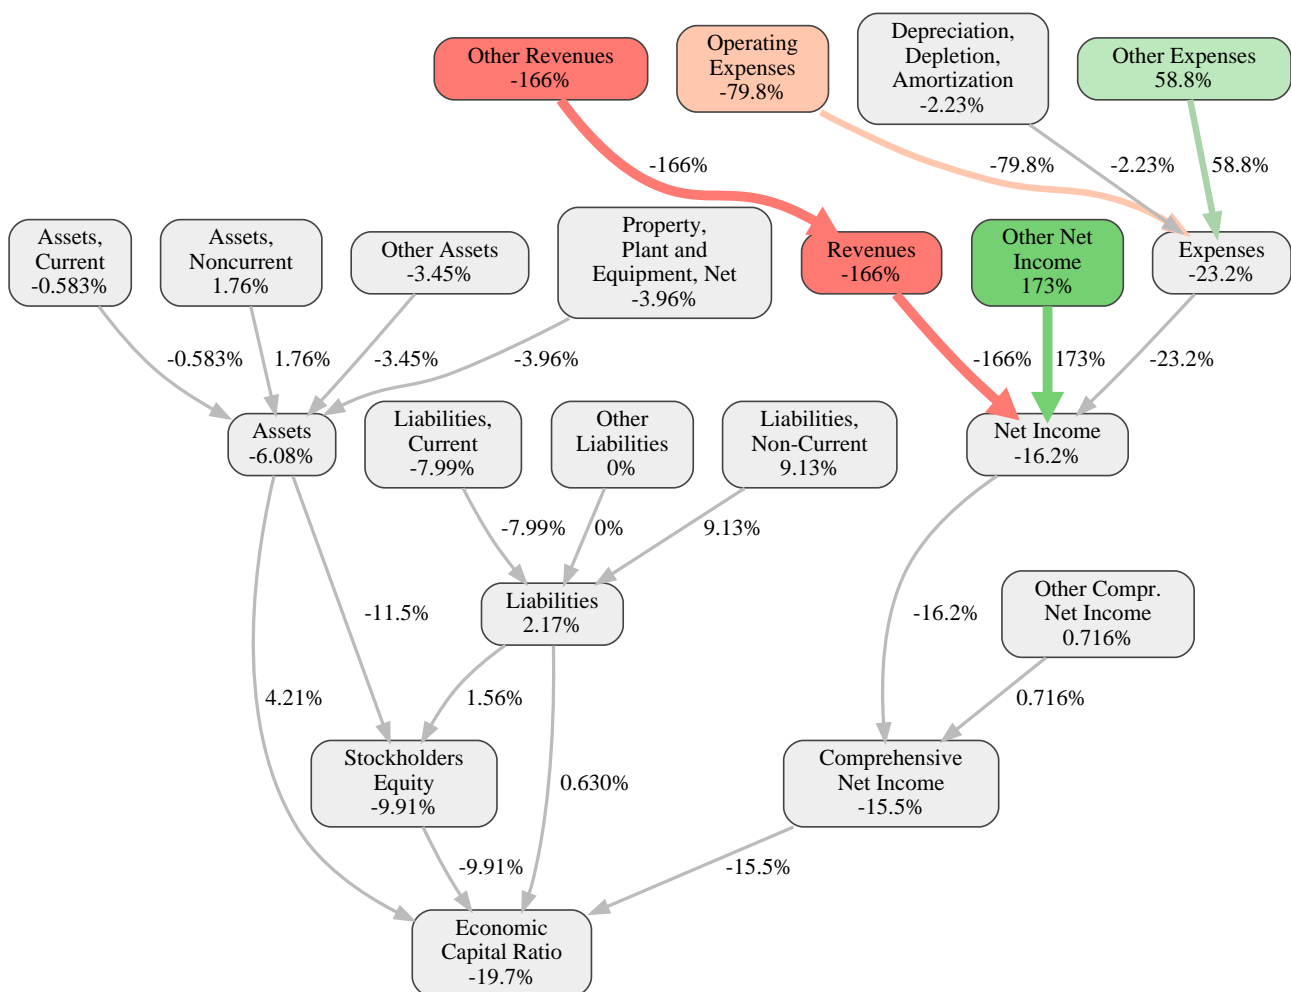 Other Revenues
-166%
Operating
Expenses
-79.8%
Depreciation,
Depletion,
Amortization
-2.23%
Other Expenses
58.8%
-166%
-79.8%
-2.23%
58.8%
Assets,
Current
-0.583%
Assets,
Noncurrent
1.76%
Other Assets
-3.45%
Property,
Plant and
Equipment, Net
-3.96%
Revenues
-166%
Other Net
Income
173%
Expenses
-23.2%
-0.583%
1.76%
-3.45%
-3.96%
-166%
173%
-23.2%
Assets
-6.08%
Liabilities,
Current
-7.99%
Other
Liabilities
0%
Liabilities,
Non-Current
9.13%
Net Income
-16.2%
-7.99%
0%
9.13%
Liabilities
2.17%
-11.5%
-16.2%
Other Compr.
Net Income
0.716%
4.21%
1.56%
0.716%
Stockholders
Equity
-9.91%
0.630%
Comprehensive
Net Income
-15.5%
-9.91%
-15.5%
Economic
Capital Ratio
-19.7%